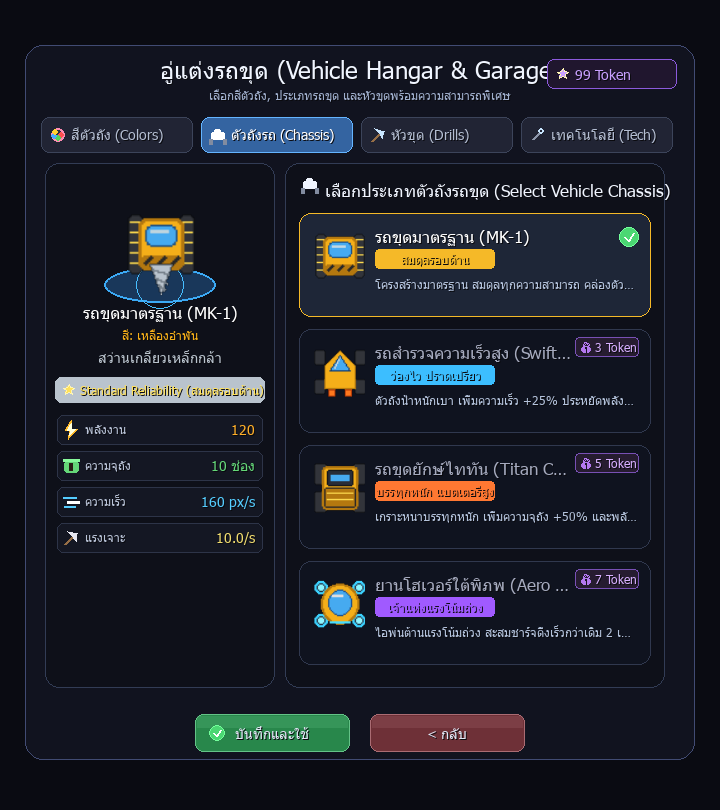 อู่แต่งรถขุด (Vehicle Hangar & Garage
99 Token
เลือกสีตัวถัง, ประเภทรถขุด และหัวขุดพร้อมความสามารถพิเศษ
สีตัวถัง (Colors)
ตัวถังรถ (Chassis)
หัวขุด (Drills)
เทคโนโลยี (Tech)
รถขุดมาตรฐาน (MK-1)
สี: เหลืองอำพัน
สว่านเกลียวเหล็กกล้า
Standard Reliability (สมดุลรอบด้าน)
พลังงาน 120
ความจุถัง 10 ช่อง
ความเร็ว 160 px/s
แรงเจาะ 10.0/s
เลือกประเภทตัวถังรถขุด (Select Vehicle Chassis)
รถขุดมาตรฐาน (MK-1)
สมดุลรอบด้าน
โครงสร้างมาตรฐาน สมดุลทุกความสามารถ คล่องตัว...
รถสำรวจความเร็วสูง (Swift...
3 Token
ว่องไว ปราดเปรียว
ตัวถังน้ำหนักเบา เพิ่มความเร็ว +25% ประหยัดพลัง...
รถขุดยักษ์ไททัน (Titan C...
5 Token
บรรทุกหนัก แบตเตอรี่สูง
เกราะหนาบรรทุกหนัก เพิ่มความจุถัง +50% และพลั...
ยานโฮเวอร์ใต้พิภพ (Aero ...
7 Token
เจ้าแห่งแรงโน้มถ่วง
ไอพ่นต้านแรงโน้มถ่วง สะสมชาร์จดึงเร็วกว่าเดิม 2 เ...
บันทึกและใช้
< กลับ